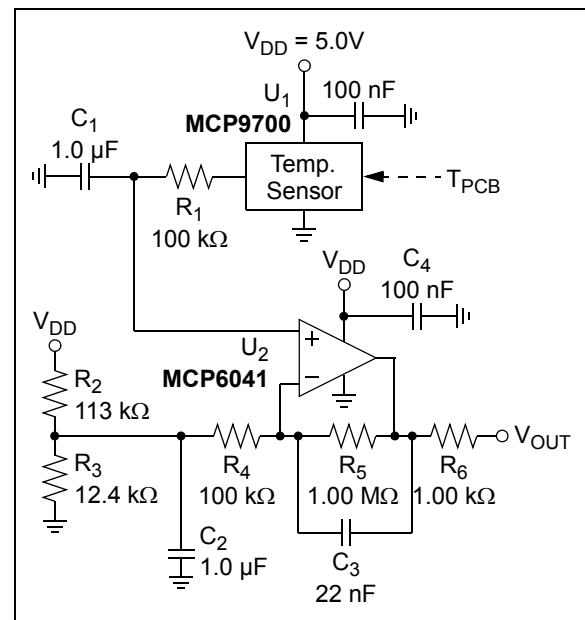 V_DD = 5.0V
U_1
MCP9700
100 nF
C_1
1.0 µF
R_1
100 kΩ
Temp.
Sensor
T_PCB
V_DD
C_4
100 nF
V_DD
U_2
MCP6041
+
−
R_2
113 kΩ
R_3
12.4 kΩ
R_4
100 kΩ
R_5
1.00 MΩ
R_6
1.00 kΩ
V_OUT
C_2
1.0 µF
C_3
22 nF